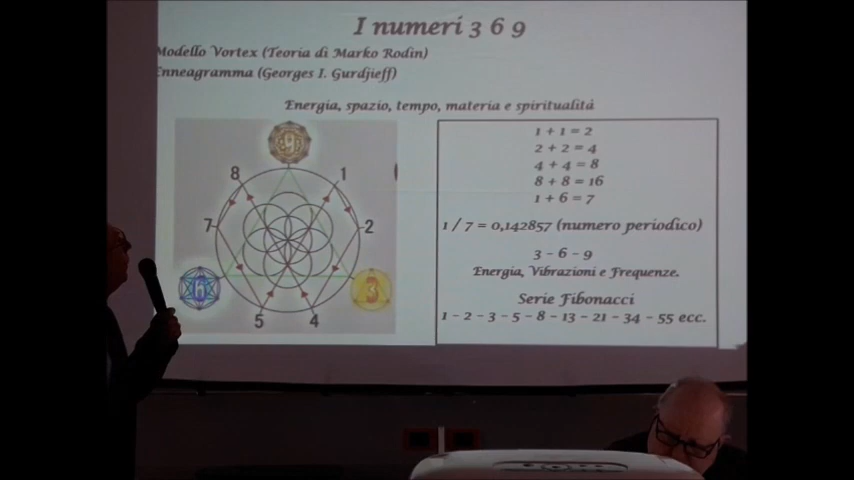 I numeri 3 6 9
Modello Vortex (Teoria di Marko Rodin)
Enneagramma (Georges I. Gurdjieff)
Energia, spazio, tempo, materia e spiritualità
9
8 1
7 2
6 3
5 4
1 + 1 = 2
2 + 2 = 4
4 + 4 = 8
8 + 8 = 16
1 + 6 = 7
1 / 7 = 0,142857 (numero periodico)
3 - 6 - 9
Energia, Vibrazioni e Frequenze.
Serie Fibonacci
1 - 2 - 3 - 5 - 8 - 13 - 21 - 34 - 55 ecc.